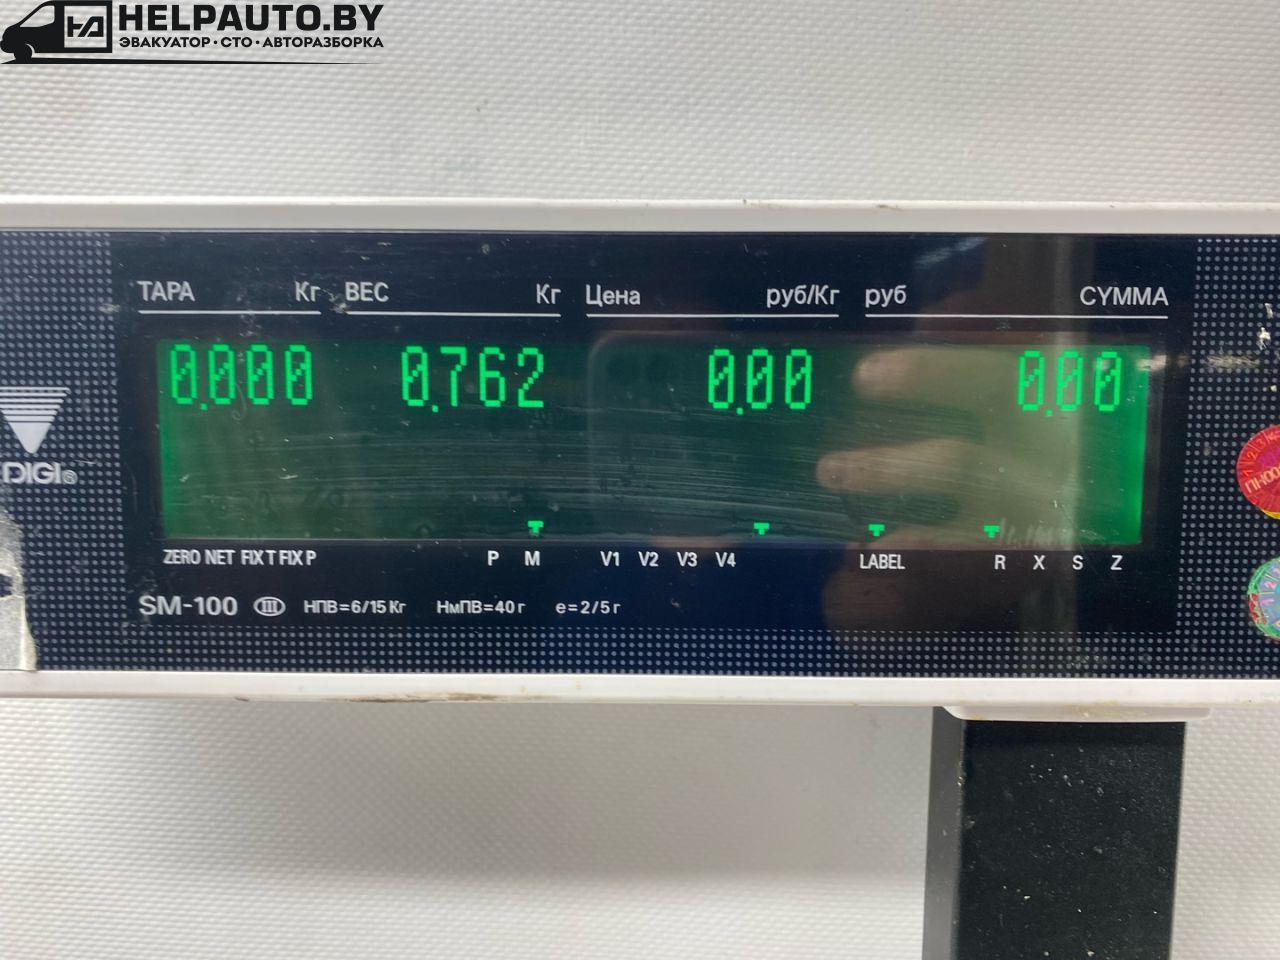 HELPAUTO.BY
ЭВАКУАТОР·СТО·АВТОРАЗБОРКА
ТАРА Кг ВЕС Кг Цена руб/Кг руб СУММА
0.000 0.762 0.00 0.00
DIGI®
ZERO NET FIX T FIX P P M V1 V2 V3 V4 LABEL R X S Z
SM-100 III НПВ=6/15 Кг НмПВ=40 г e=2/5 г